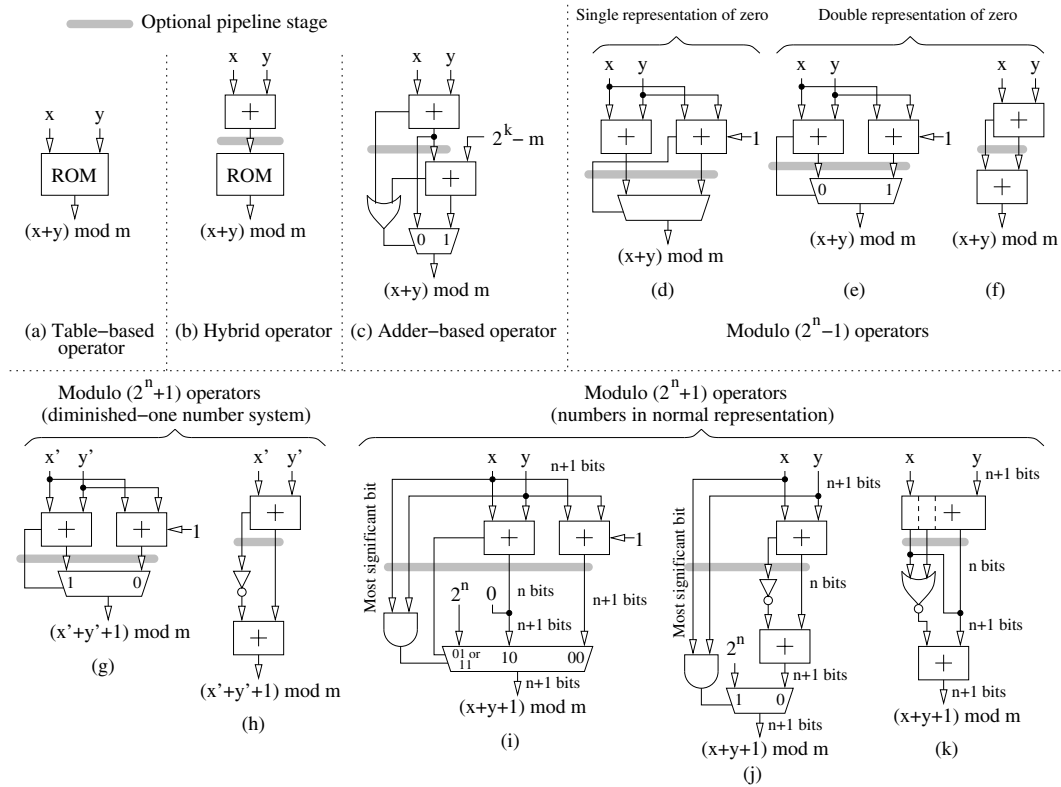 Optional pipeline stage
Single representation of zero
Double representation of zero
x y
ROM
(x+y) mod m
(a) Table−based
operator
x y
+
ROM
(x+y) mod m
(b) Hybrid operator
x y
+
2^k − m
+
0 1
(x+y) mod m
(c) Adder−based operator
x y
+ + 1
(x+y) mod m
(d)
x y
+ + 1
0 1
(x+y) mod m
(e)
x y
+
+
(x+y) mod m
(f)
Modulo (2^n−1) operators
Modulo (2^n+1) operators
(diminished−one number system)
x' y'
+ + 1
1 0
(x'+y'+1) mod m
(g)
x' y'
+
+
(x'+y'+1) mod m
(h)
Modulo (2^n+1) operators
(numbers in normal representation)
x y
n+1 bits
Most significant bit
+ + 1
2^n 0
n bits
n+1 bits
n+1 bits
01 or
11
10 00
n+1 bits
(x+y+1) mod m
(i)
x y
n+1 bits
Most significant bit
+
n bits
+
2^n
n+1 bits
1 0
n+1 bits
(x+y+1) mod m
(j)
x y
n+1 bits
+
n bits
n+1 bits
+
n+1 bits
(x+y+1) mod m
(k)